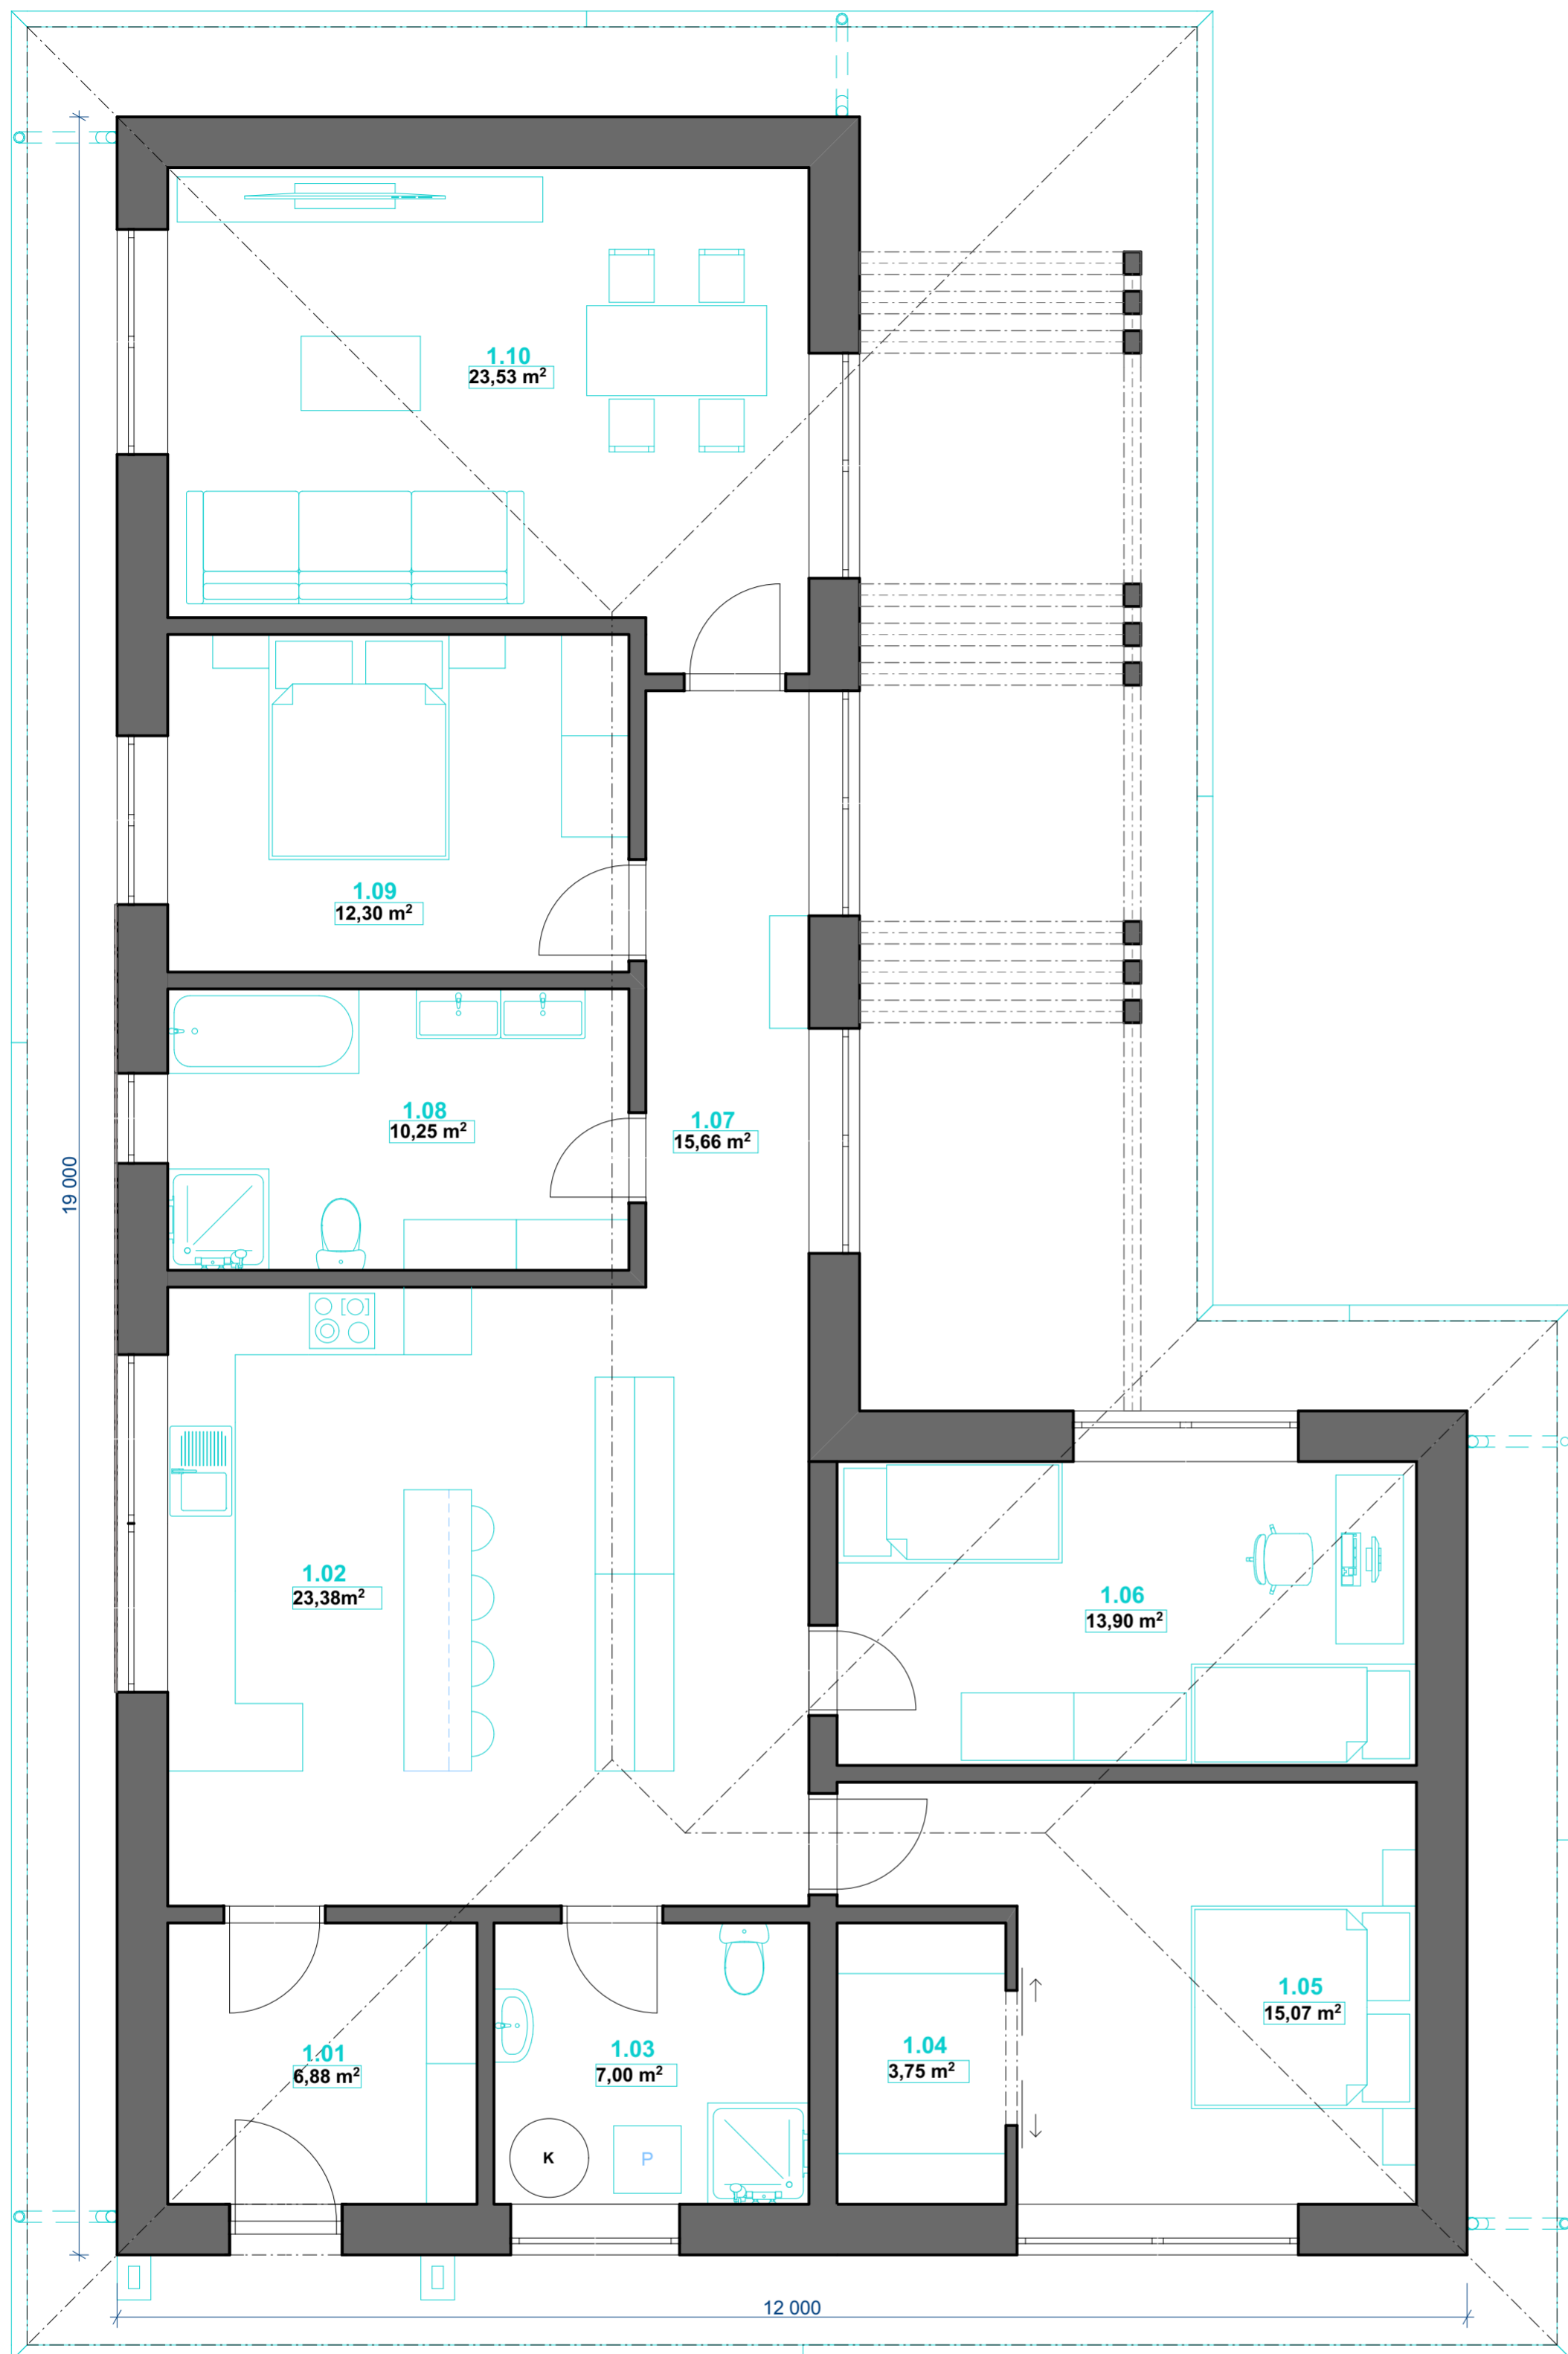 1.10
23,53 m²
1.09
12,30 m²
1.08
10,25 m²
1.07
15,66 m²
19 000
1.02
23,38m²
1.06
13,90 m²
1.05
15,07 m²
1.01
6,88 m²
1.03
7,00 m²
1.04
3,75 m²
K
P
12 000